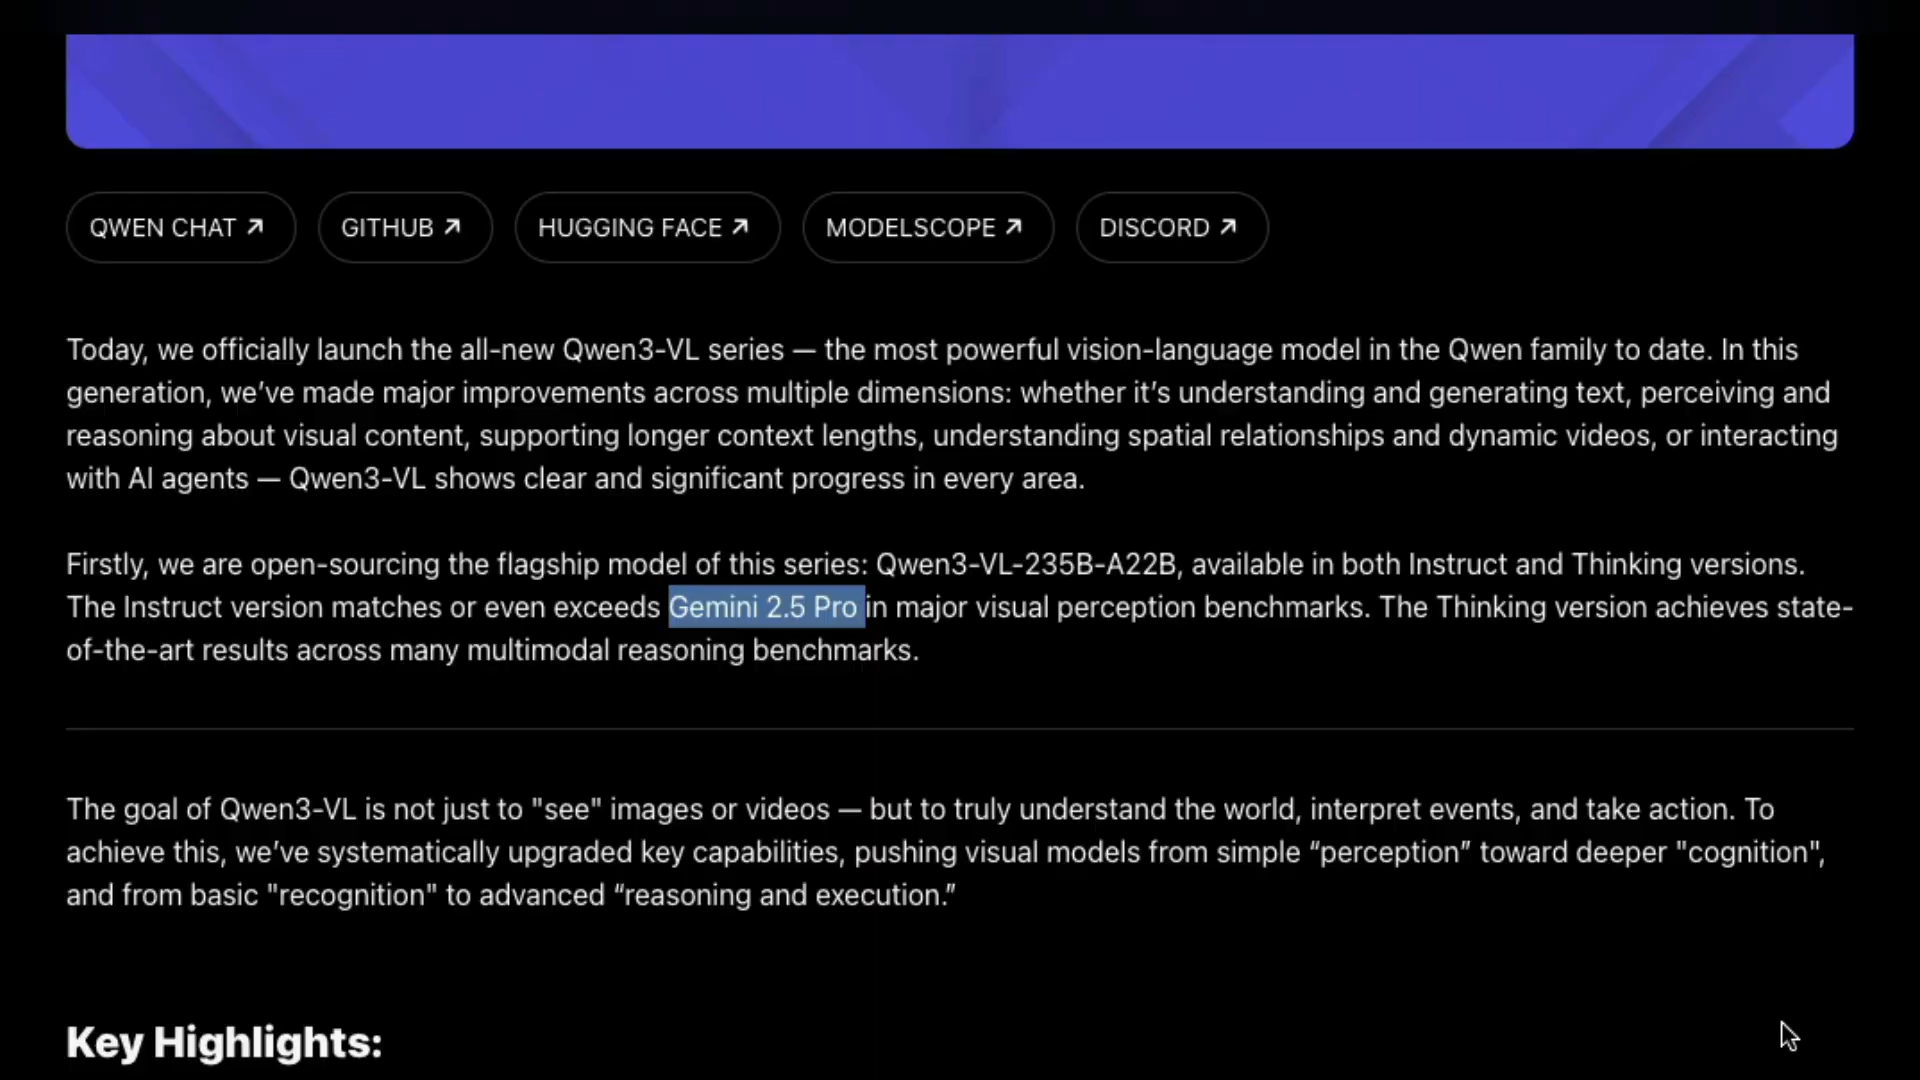 QWEN CHAT ↗
GITHUB ↗
HUGGING FACE ↗
MODELSCOPE ↗
DISCORD ↗
Today, we officially launch the all-new Qwen3-VL series — the most powerful vision-language model in the Qwen family to date. In this
generation, we’ve made major improvements across multiple dimensions: whether it’s understanding and generating text, perceiving and
reasoning about visual content, supporting longer context lengths, understanding spatial relationships and dynamic videos, or interacting
with AI agents — Qwen3-VL shows clear and significant progress in every area.
Firstly, we are open-sourcing the flagship model of this series: Qwen3-VL-235B-A22B, available in both Instruct and Thinking versions.
The Instruct version matches or even exceeds Gemini 2.5 Pro in major visual perception benchmarks. The Thinking version achieves state-
of-the-art results across many multimodal reasoning benchmarks.
The goal of Qwen3-VL is not just to "see" images or videos — but to truly understand the world, interpret events, and take action. To
achieve this, we’ve systematically upgraded key capabilities, pushing visual models from simple “perception” toward deeper "cognition",
and from basic "recognition" to advanced “reasoning and execution.”
Key Highlights: